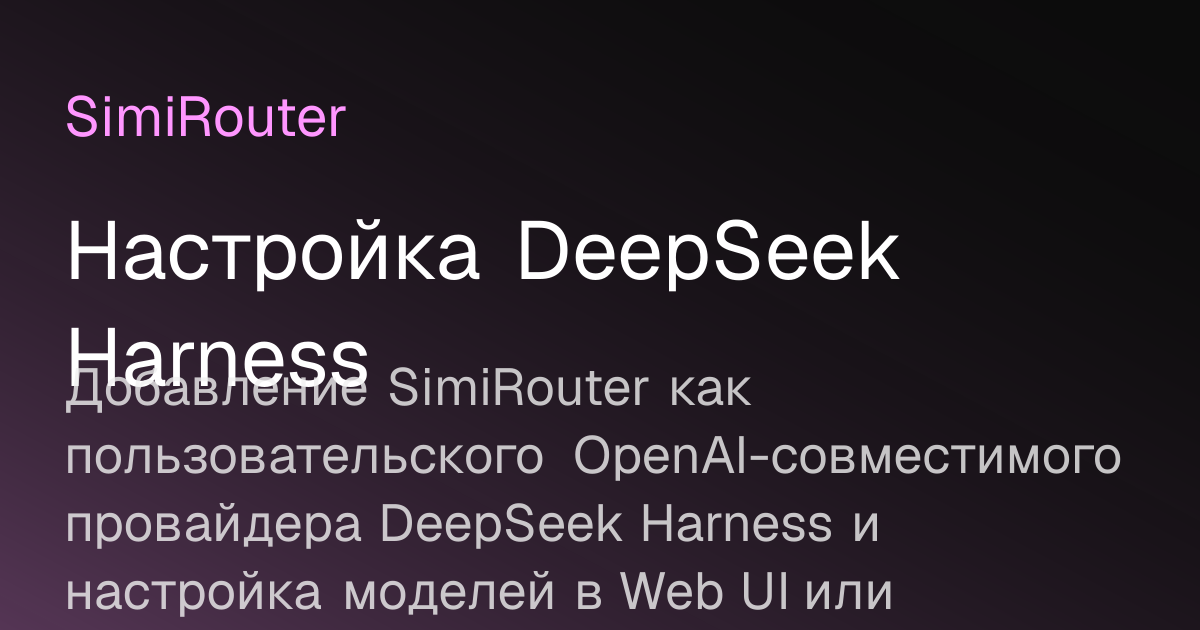 SimiRouter
Настройка DeepSeek
Harness
Добавление SimiRouter как
пользовательского OpenAI-совместимого
провайдера DeepSeek Harness и
настройка моделей в Web UI или